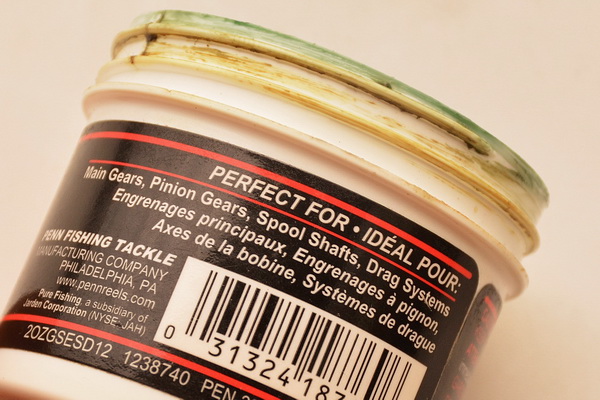 PERFECT FOR • IDÉAL POUR:
Main Gears, Pinion Gears, Spool Shafts, Drag Systems
Engrenages principaux, Engrenages à pignon,
Axes de la bobine, Systèmes de drague
PENN FISHING TACKLE
MANUFACTURING COMPANY
PHILADELPHIA, PA
www.pennreels.com
Pure Fishing a subsidiary of
Jarden Corporation (NYSE: JAH)
0 31324 187
2OZGSESD12 1238740 PEN